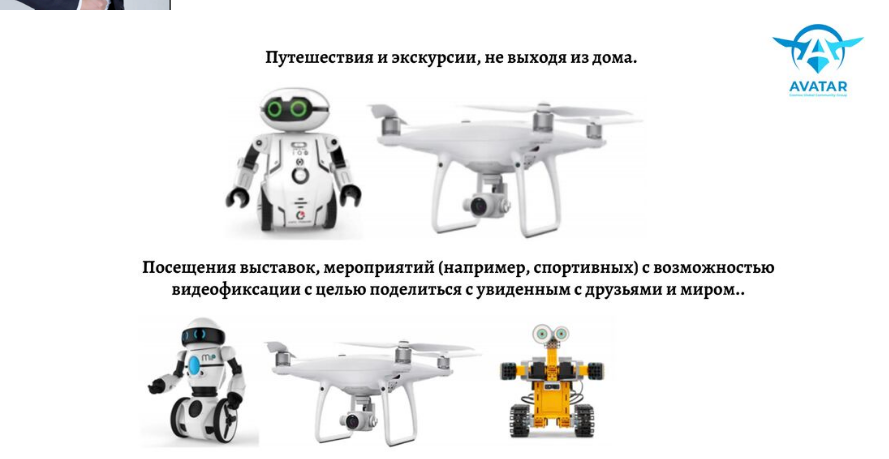 Путешествия и экскурсии, не выходя из дома.
AVATAR
Посещения выставок, мероприятий (например, спортивных) с возможностью
видеофиксации с целью поделиться с увиденным с друзьями и миром..